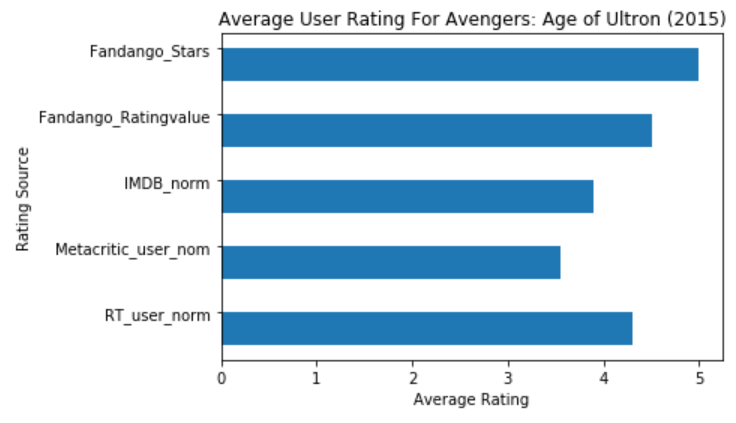 Average User Rating For Avengers: Age of Ultron (2015)
Fandango_Stars
Fandango_Ratingvalue
IMDB_norm
Metacritic_user_nom
RT_user_norm
Rating Source
0 1 2 3 4 5
Average Rating